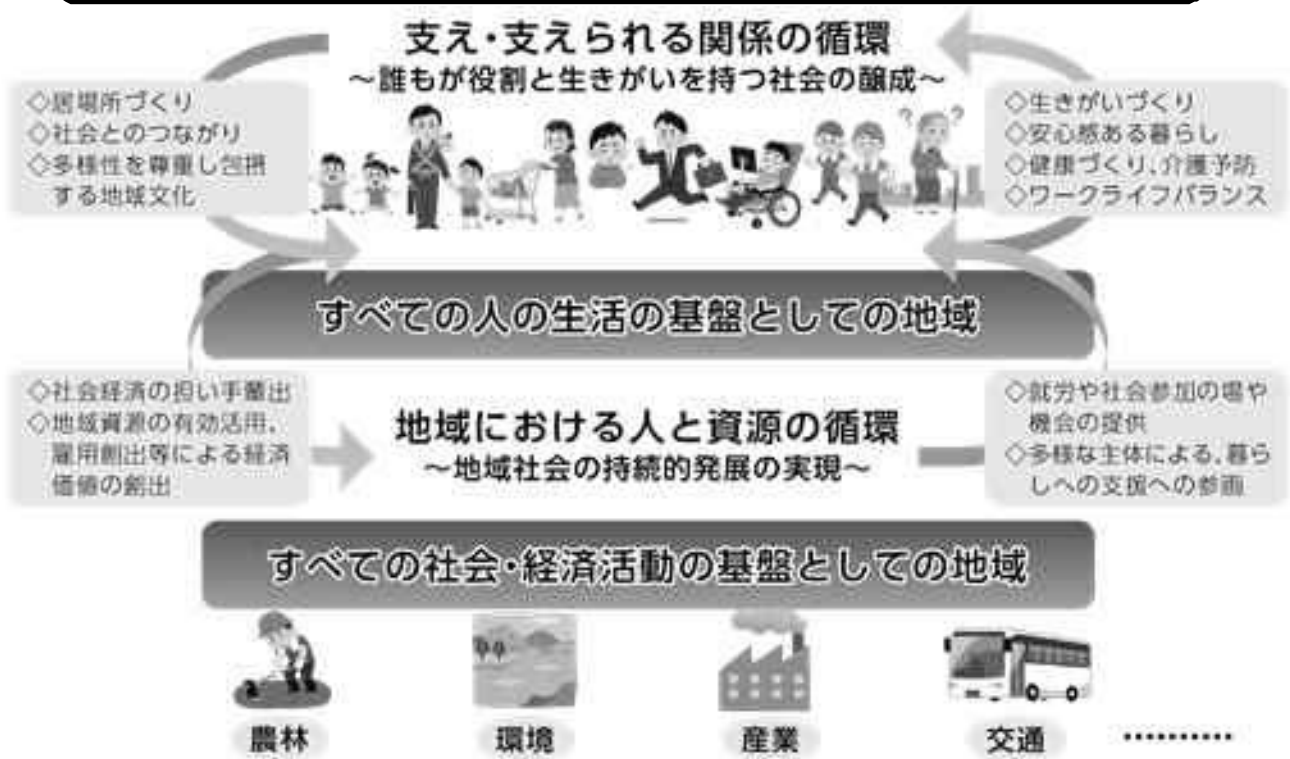 支え・支えられる関係の循環
～誰もが役割と生きがいを持つ社会の醸成～
◇居場所づくり
◇社会とのつながり
◇多様性を尊重し包摂
する地域文化
◇生きがいづくり
◇安心感ある暮らし
◇健康づくり、介護予防
◇ワークライフバランス
? ?
すべての人の生活の基盤としての地域
◇社会経済の担い手輩出
◇地域資源の有効活用、
雇用創出等による経済
価値の創出
地域における人と資源の循環
～地域社会の持続的発展の実現～
◇就労や社会参加の場や
機会の提供
◇多様な主体による、暮ら
しへの支援への参画
すべての社会・経済活動の基盤としての地域
農林
環境
産業
交通
…………